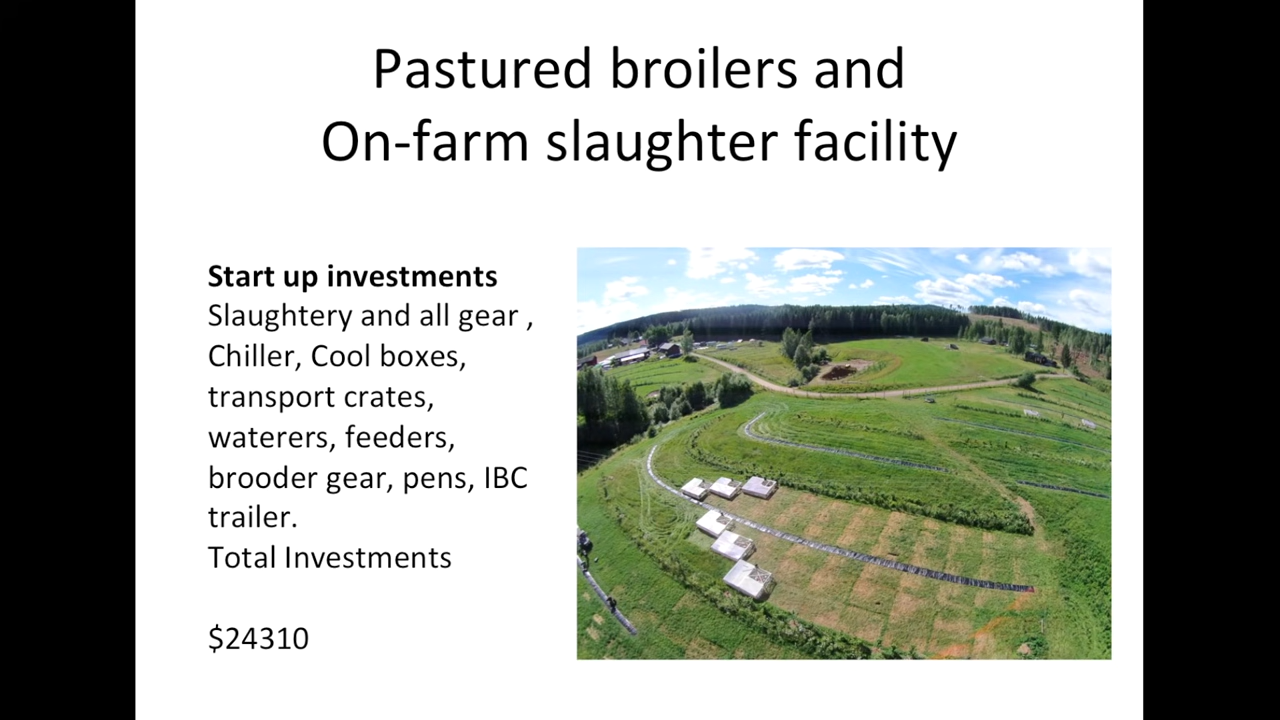 Pastured broilers and
On-farm slaughter facility
Start up investments
Slaughtery and all gear ,
Chiller, Cool boxes,
transport crates,
waterers, feeders,
brooder gear, pens, IBC
trailer.
Total Investments
$24310